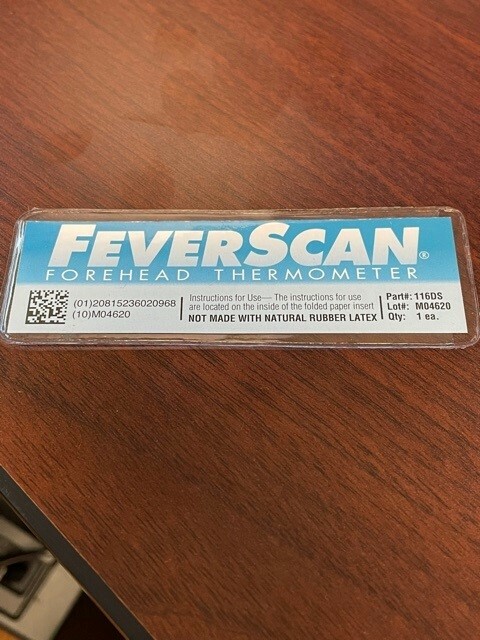 FEVERSCAN®
FOREHEAD THERMOMETER
(01)20815236020968
(10)M04620
Instructions for Use— The instructions for use
are located on the inside of the folded paper insert
NOT MADE WITH NATURAL RUBBER LATEX
Part#: 116DS
Lot#: M04620
Qty: 1 ea.